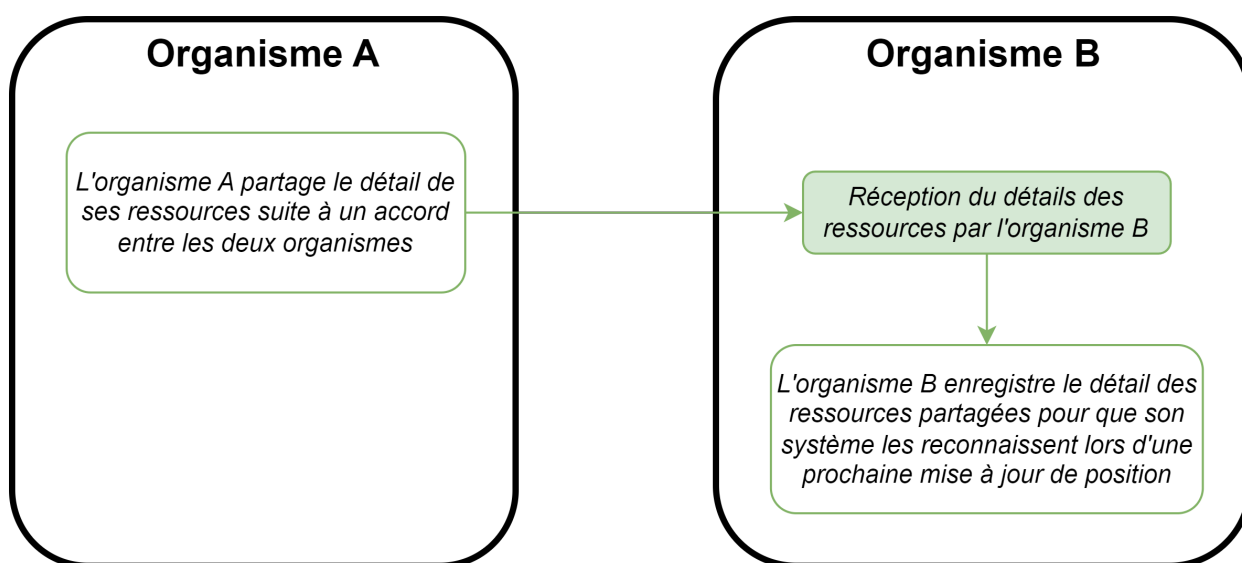 Organisme A
L'organisme A partage le détail de
ses ressources suite à un accord
entre les deux organismes
Organisme B
Réception du détails des
ressources par l'organisme B
L'organisme B enregistre le détail des
ressources partagées pour que son
système les reconnaissent lors d'une
prochaine mise à jour de position